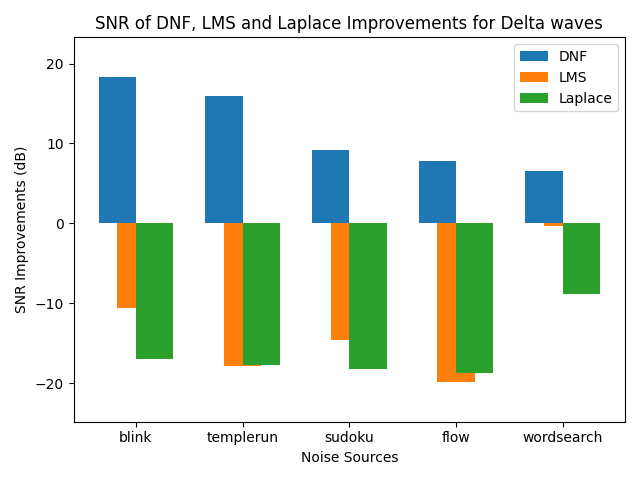 SNR of DNF, LMS and Laplace Improvements for Delta waves
DNF
LMS
Laplace
SNR Improvements (dB)
20
10
0
−10
−20
blink templerun sudoku flow wordsearch
Noise Sources